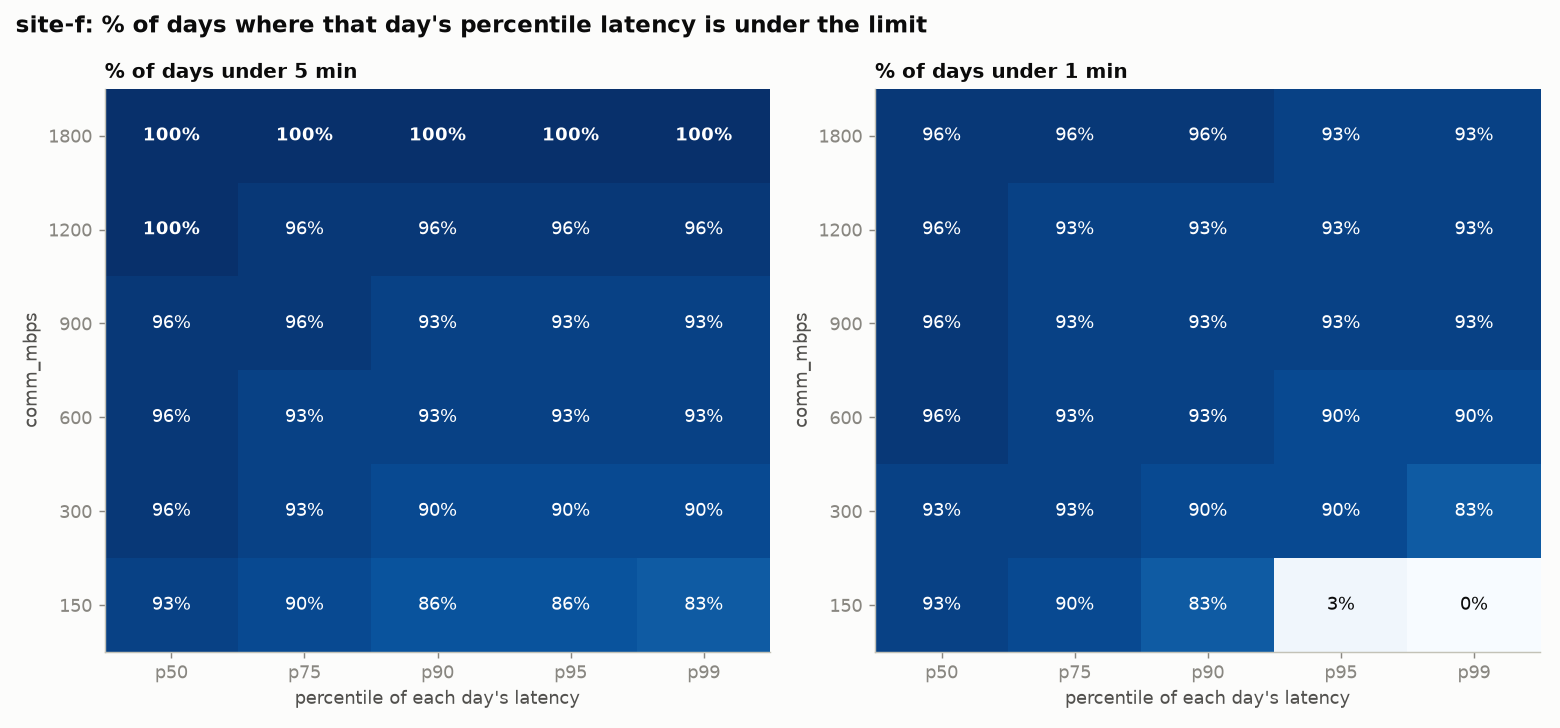 site-f: % of days where that day's percentile latency is under the limit
% of days under 5 min
comm_mbps
1800 100% 100% 100% 100% 100%
1200 100% 96% 96% 96% 96%
900 96% 96% 93% 93% 93%
600 96% 93% 93% 93% 93%
300 96% 93% 90% 90% 90%
150 93% 90% 86% 86% 83%
p50 p75 p90 p95 p99
percentile of each day's latency
% of days under 1 min
comm_mbps
1800 96% 96% 96% 93% 93%
1200 96% 93% 93% 93% 93%
900 96% 93% 93% 93% 93%
600 96% 93% 93% 90% 90%
300 93% 93% 90% 90% 83%
150 93% 90% 83% 3% 0%
p50 p75 p90 p95 p99
percentile of each day's latency